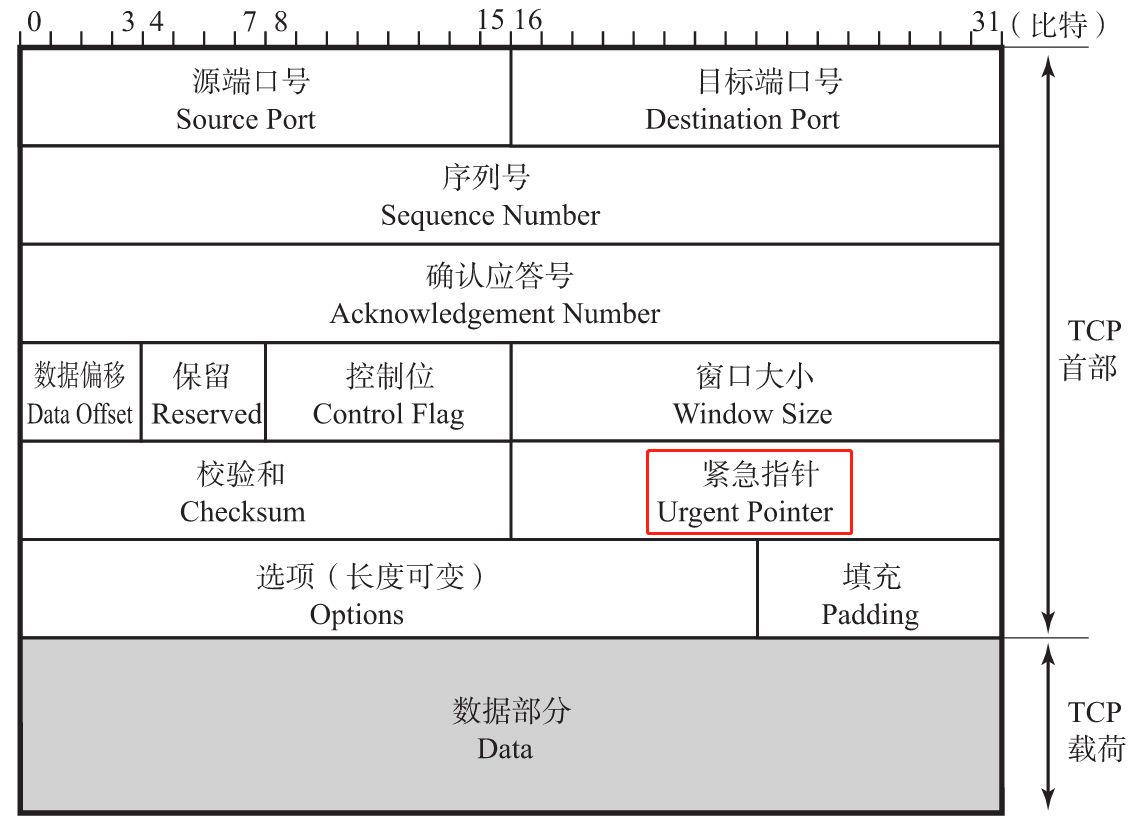 0 3 4 7 8 15 16 31 (比特)
源端口号 目标端口号
Source Port Destination Port
序列号
Sequence Number
确认应答号
Acknowledgement Number
TCP
首部
数据偏移 保留 控制位 窗口大小
Data Offset Reserved Control Flag Window Size
校验和 紧急指针
Checksum Urgent Pointer
选项(长度可变) 填充
Options Padding
数据部分
Data
TCP
载荷